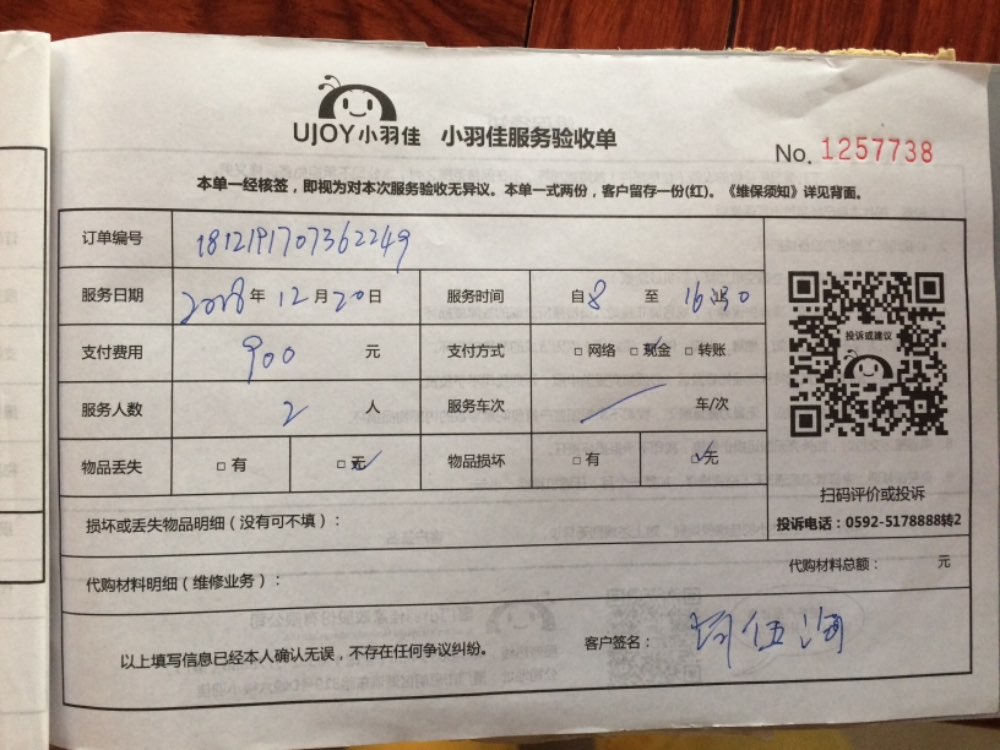 UJOY小羽佳 小羽佳服务验收单
No. 1257738
本单一经核签，即视为对本次服务验收无异议。本单一式两份，客户留存一份(红)。《维保须知》详见背面。
订单编号 1812191707362249
服务日期 2018年12月20日 服务时间 自8至16:30
支付费用 900 元 支付方式 □ 网络 □ 现金 □ 转账
服务人数 2 人 服务车次 / 车/次
物品丢失 □ 有 □ 无 ✓ 物品损坏 □ 有 □ 无 ✓
投诉或建议
扫码评价或投诉
投诉电话：0592-5178888转2
损坏或丢失物品明细（没有可不填）：
代购材料明细（维修业务）：
代购材料总额： 元
以上填写信息已经本人确认无误，不存在任何争议纠纷。
客户签名：